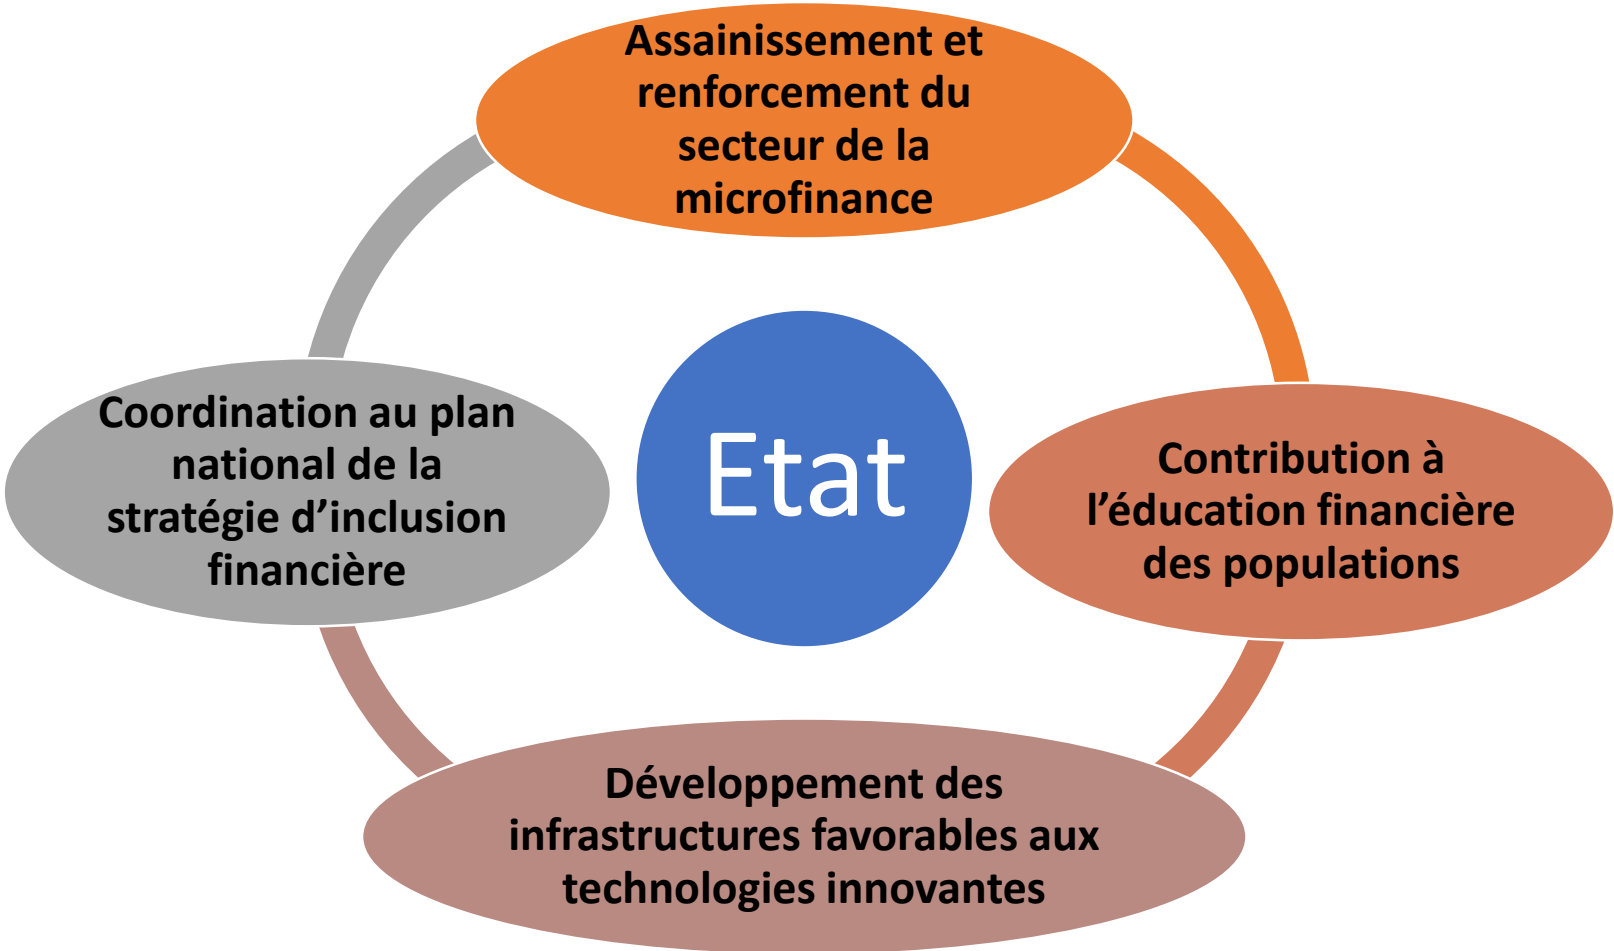 Assainissement et
renforcement du
secteur de la
microfinance
Coordination au plan
national de la
stratégie d’inclusion
financière
Etat
Contribution à
l’éducation financière
des populations
Développement des
infrastructures favorables aux
technologies innovantes